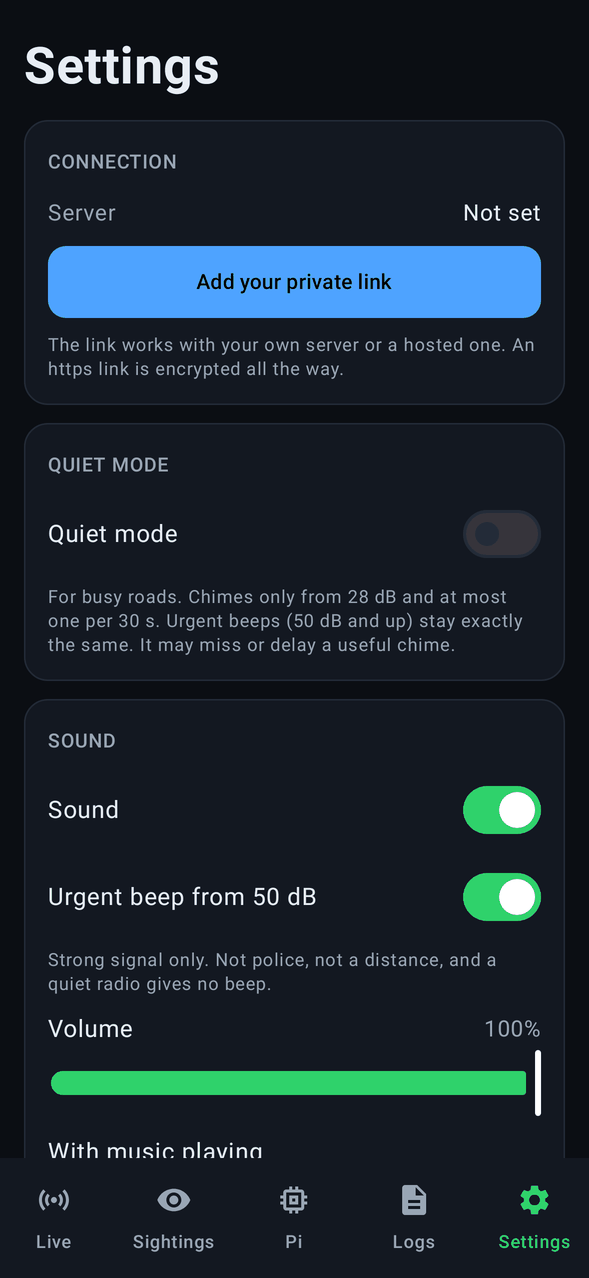 Settings
CONNECTION
Server
Not set
Add your private link
The link works with your own server or a hosted one. An
https link is encrypted all the way.
QUIET MODE
Quiet mode
For busy roads. Chimes only from 28 dB and at most
one per 30 s. Urgent beeps (50 dB and up) stay exactly
the same. It may miss or delay a useful chime.
SOUND
Sound
Urgent beep from 50 dB
Strong signal only. Not police, not a distance, and a
quiet radio gives no beep.
Volume
100%
With music playing
Live
Sightings
Pi
Logs
Settings